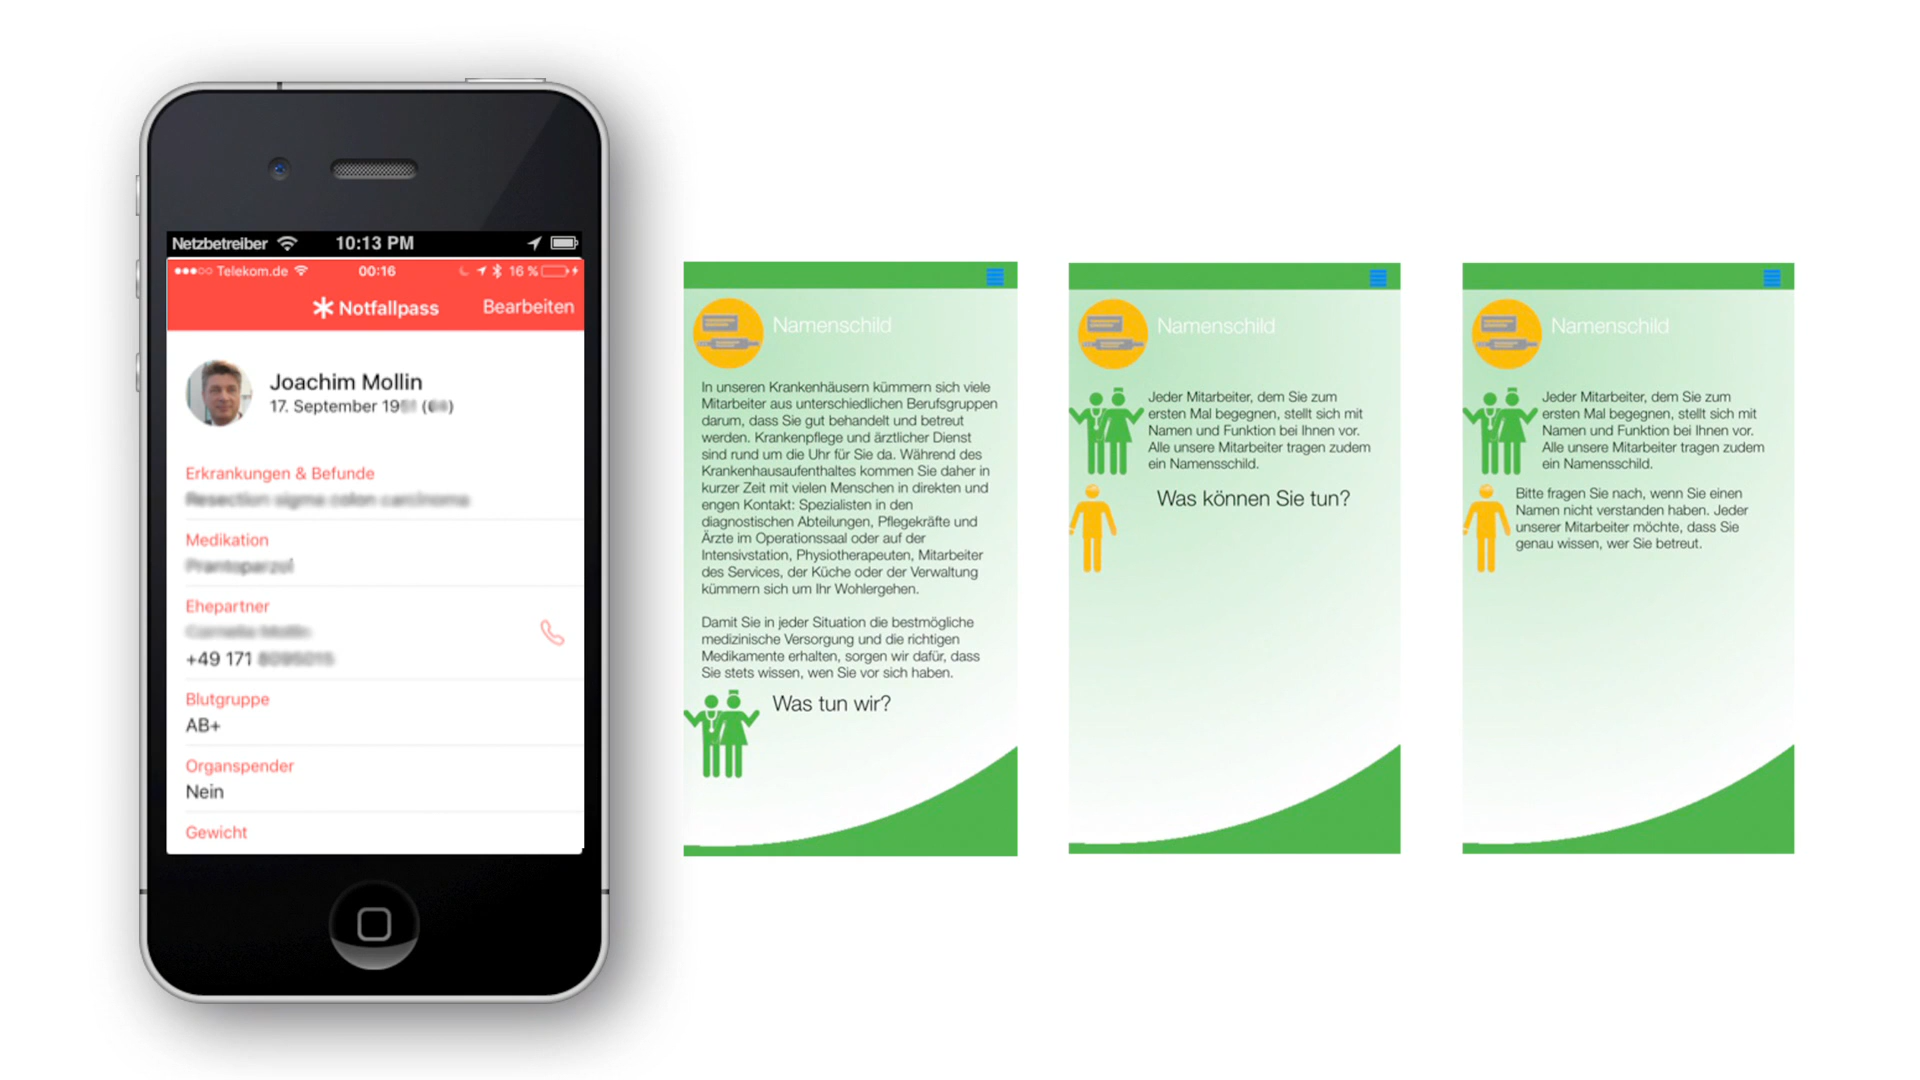 Netzbetreiber 10:13 PM
Telekom.de 00:16 16 %
Notfallpass Bearbeiten
Joachim Mollin
17. September 19
Erkrankungen & Befunde
Medikation
Ehepartner
+49 171
Blutgruppe
AB+
Organspender
Nein
Gewicht
Namenschild
In unseren Krankenhäusern kümmern sich viele
Mitarbeiter aus unterschiedlichen Berufsgruppen
darum, dass Sie gut behandelt und betreut
werden. Krankenpflege und ärztlicher Dienst
sind rund um die Uhr für Sie da. Während des
Krankenhausaufenthaltes kommen Sie daher in
kurzer Zeit mit vielen Menschen in direkten und
engen Kontakt: Spezialisten in den
diagnostischen Abteilungen, Pflegekräfte und
Ärzte im Operationssaal oder auf der
Intensivstation, Physiotherapeuten, Mitarbeiter
des Services, der Küche oder der Verwaltung
kümmern sich um Ihr Wohlergehen.
Damit Sie in jeder Situation die bestmögliche
medizinische Versorgung und die richtigen
Medikamente erhalten, sorgen wir dafür, dass
Sie stets wissen, wen Sie vor sich haben.
Was tun wir?
Namenschild
Jeder Mitarbeiter, dem Sie zum
ersten Mal begegnen, stellt sich mit
Namen und Funktion bei Ihnen vor.
Alle unsere Mitarbeiter tragen zudem
ein Namensschild.
Was können Sie tun?
Namenschild
Jeder Mitarbeiter, dem Sie zum
ersten Mal begegnen, stellt sich mit
Namen und Funktion bei Ihnen vor.
Alle unsere Mitarbeiter tragen zudem
ein Namensschild.
Bitte fragen Sie nach, wenn Sie einen
Namen nicht verstanden haben. Jeder
unserer Mitarbeiter möchte, dass Sie
genau wissen, wer Sie betreut.